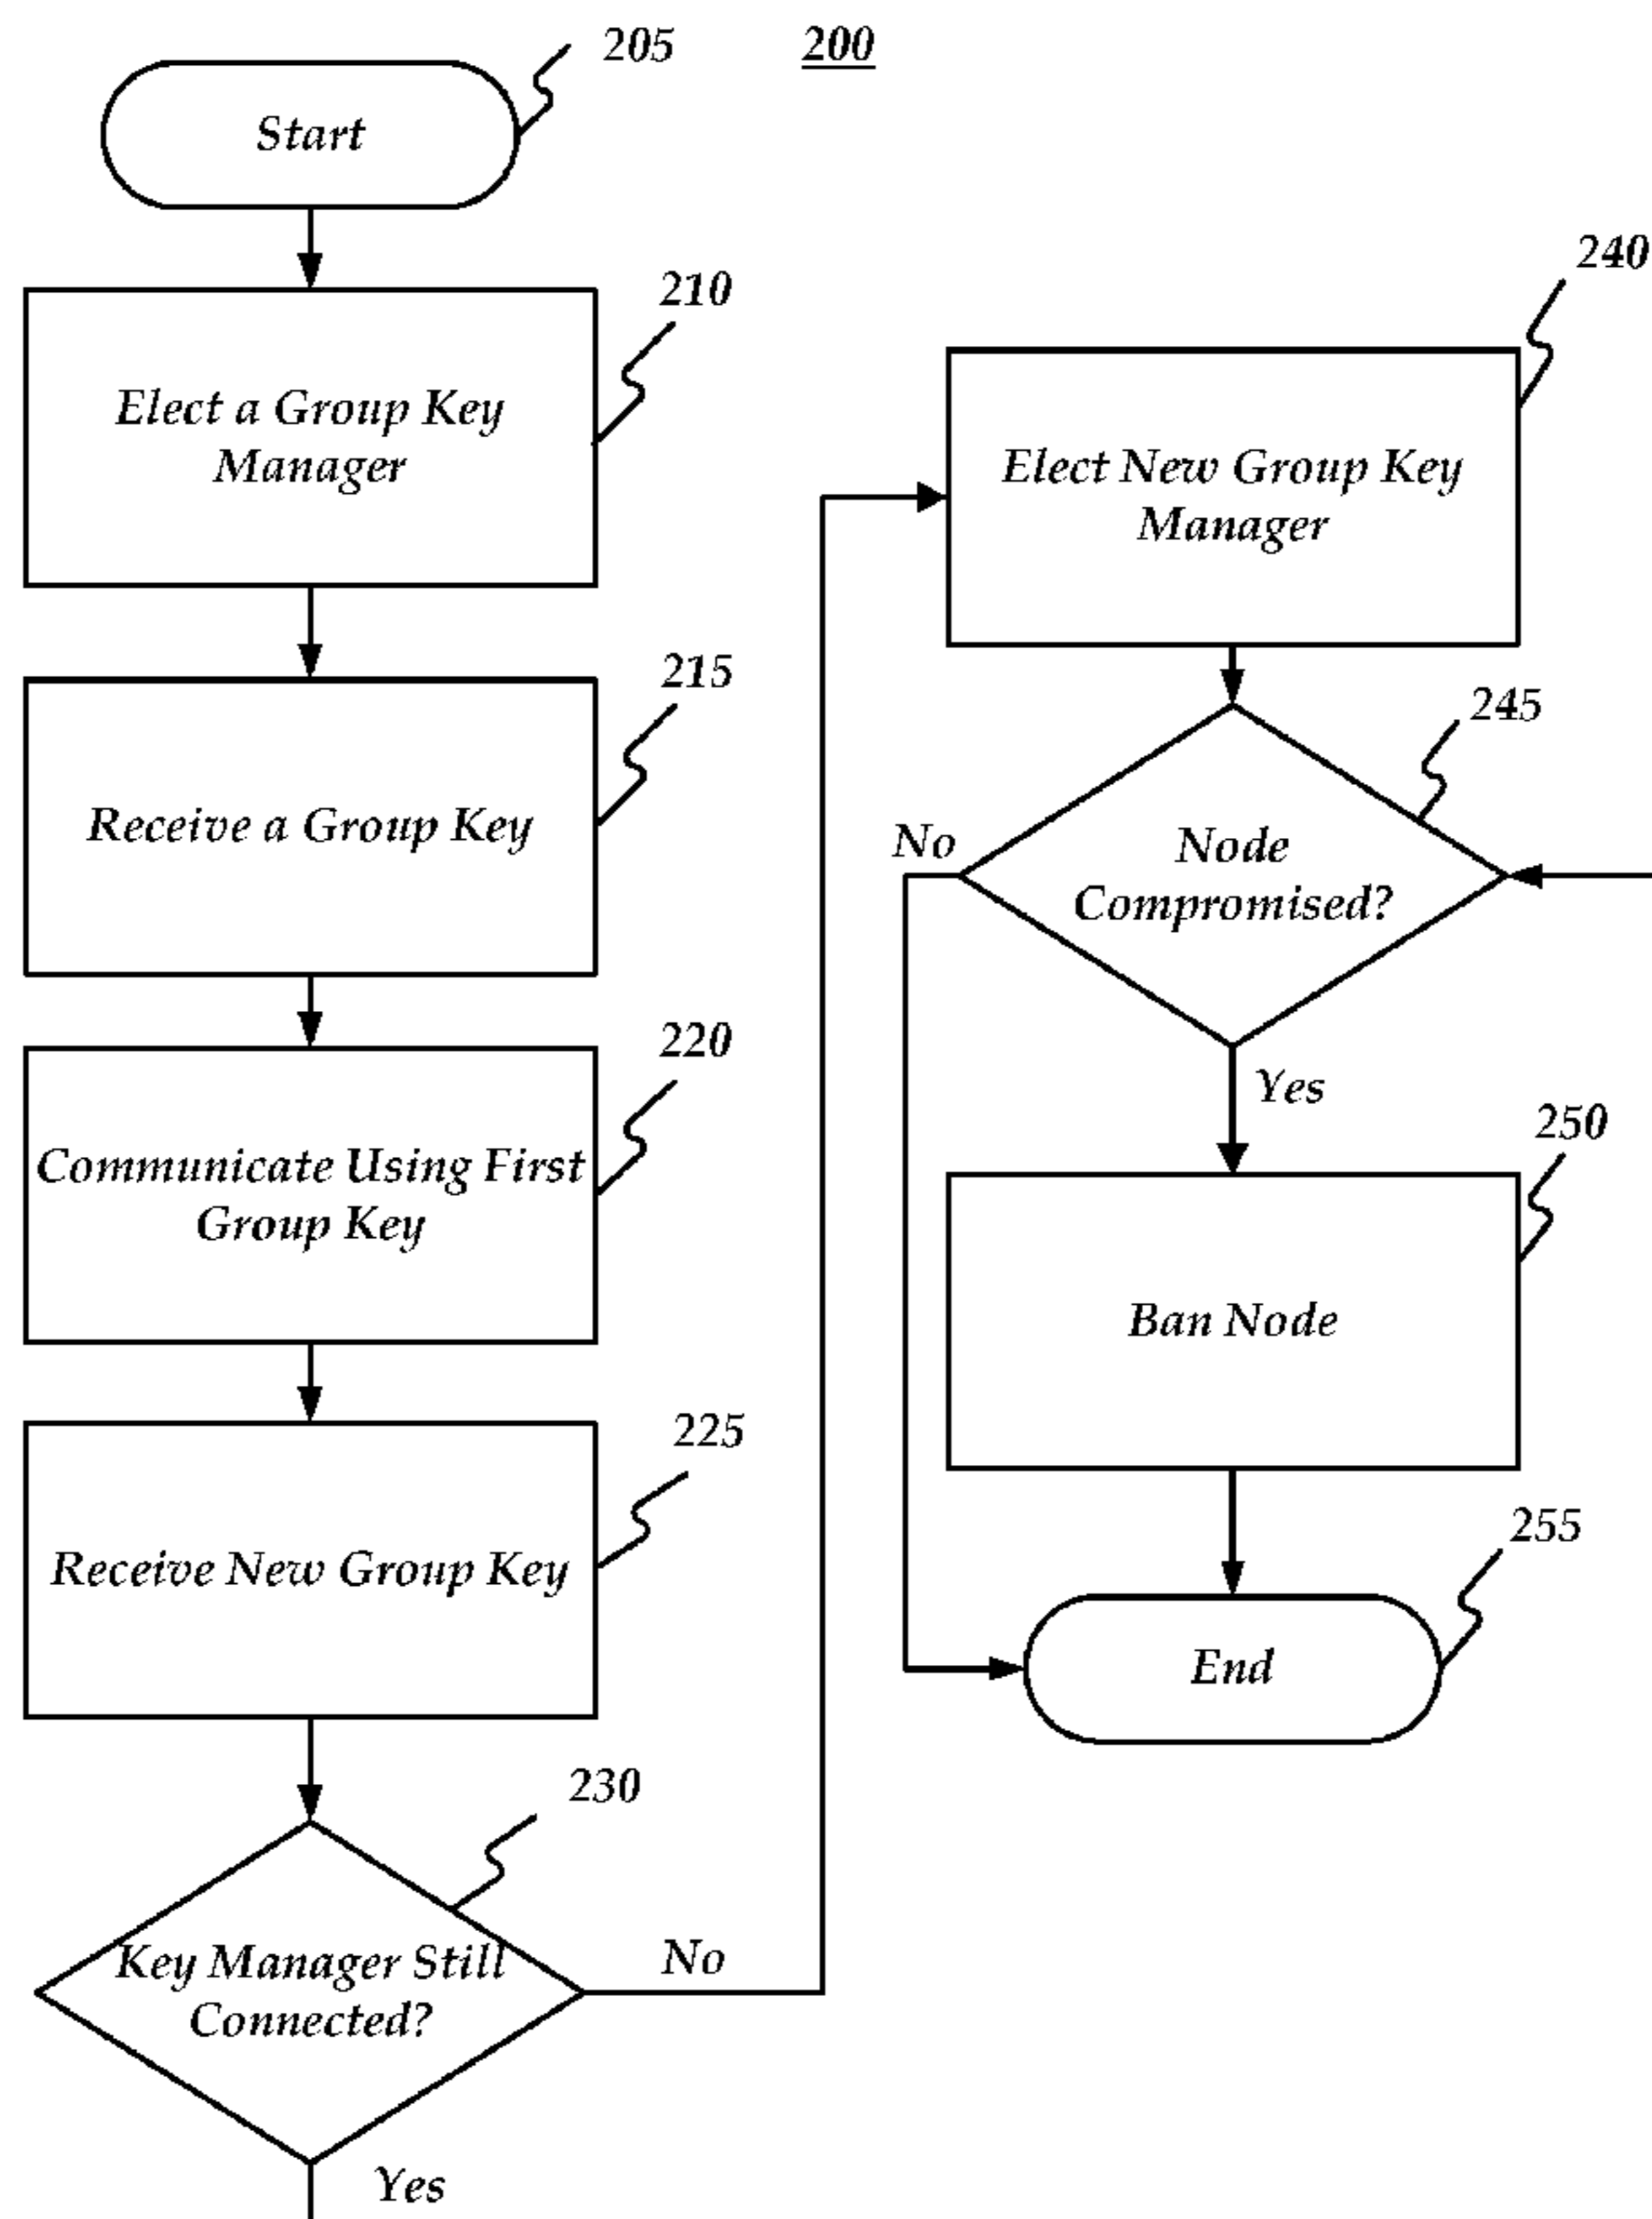 205
200
Start
210
Elect a Group Key
Manager
215
Receive a Group Key
220
Communicate Using First
Group Key
225
Receive New Group Key
230
Key Manager Still
Connected?
No
Yes
240
Elect New Group Key
Manager
245
Node
Compromised?
No
Yes
250
Ban Node
255
End